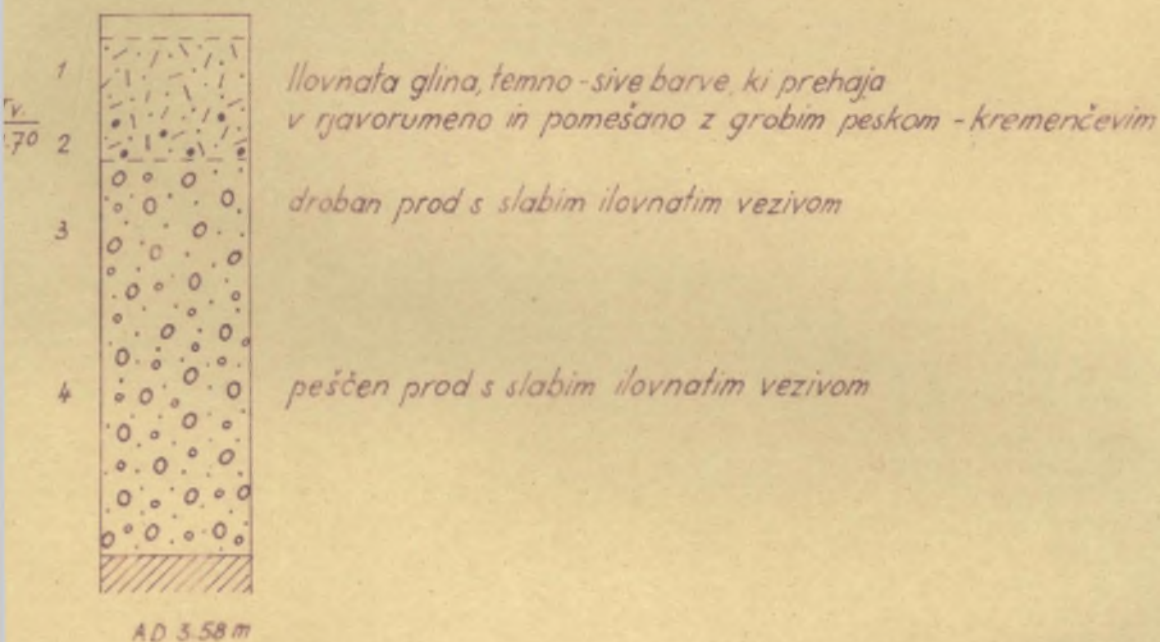 1
Ilovnata glina, temno-sive barve, ki prehaja
v rjavorumeno in pomešano z grobim peskom - kremenčevim
2
droban prod s slabim ilovnatim vezivom
3
4
peščen prod s slabim ilovnatim vezivom
AD 3.58 m